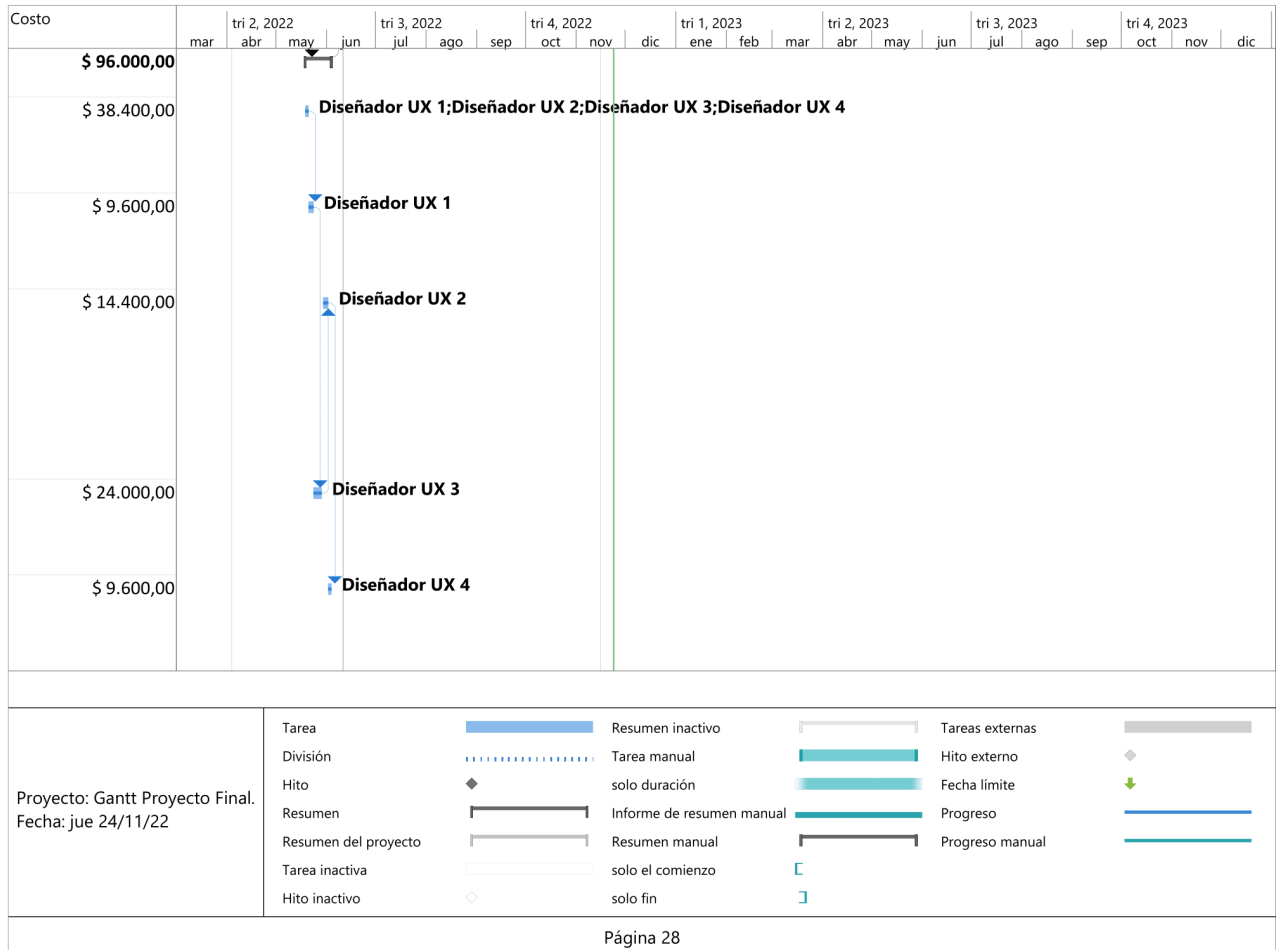 Costo
tri 2, 2022 tri 3, 2022 tri 4, 2022 tri 1, 2023 tri 2, 2023 tri 3, 2023 tri 4, 2023
mar abr may jun jul ago sep oct nov dic ene feb mar abr may jun jul ago sep oct nov dic
$ 96.000,00
$ 38.400,00 Diseñador UX 1;Diseñador UX 2;Diseñador UX 3;Diseñador UX 4
$ 9.600,00 Diseñador UX 1
$ 14.400,00 Diseñador UX 2
$ 24.000,00 Diseñador UX 3
$ 9.600,00 Diseñador UX 4
Proyecto: Gantt Proyecto Final.
Fecha: jue 24/11/22
Tarea
División
Hito
Resumen
Resumen del proyecto
Tarea inactiva
Hito inactivo
Resumen inactivo
Tarea manual
solo duración
Informe de resumen manual
Resumen manual
solo el comienzo
solo fin
Tareas externas
Hito externo
Fecha límite
Progreso
Progreso manual
Página 28